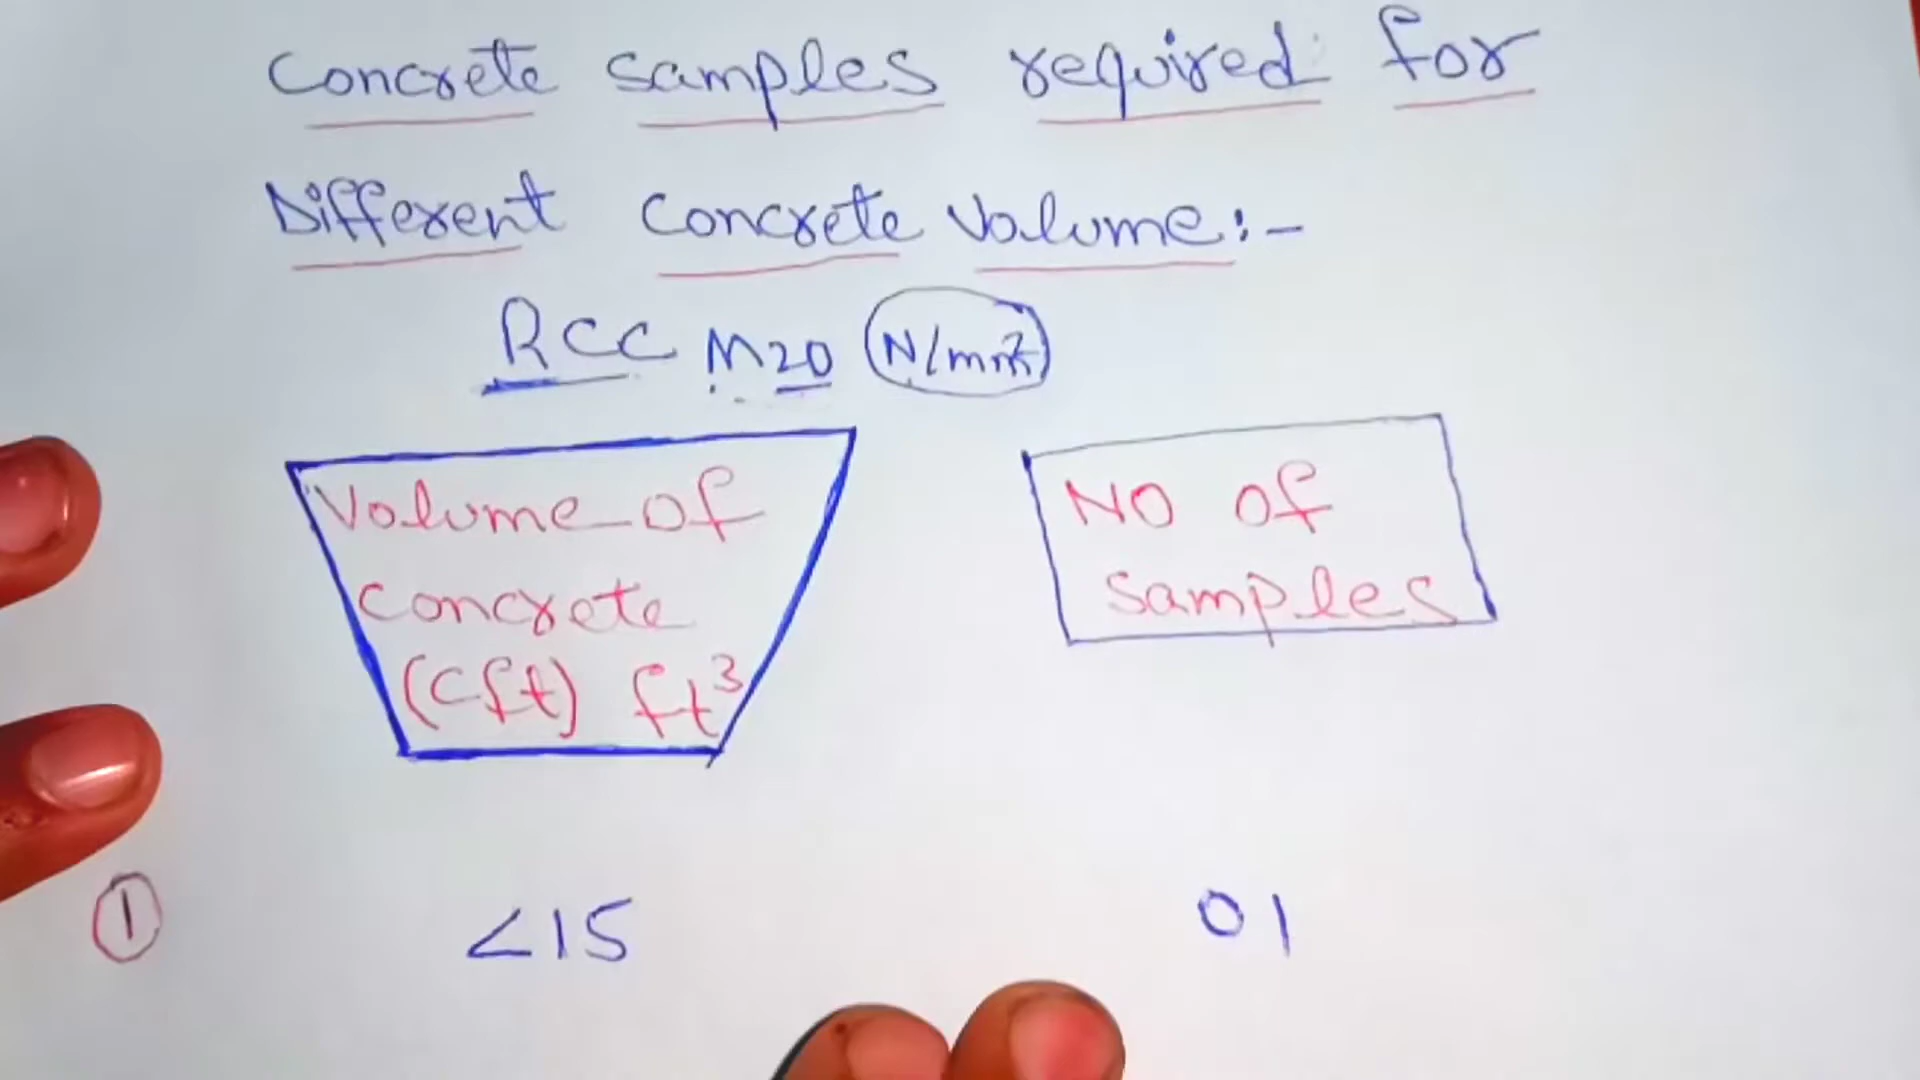 Concrete samples required for
Different concrete volume:-
RCC M20 (N/mm²)
Volume of
concrete
(cft) ft³
NO of
samples
① <15 01